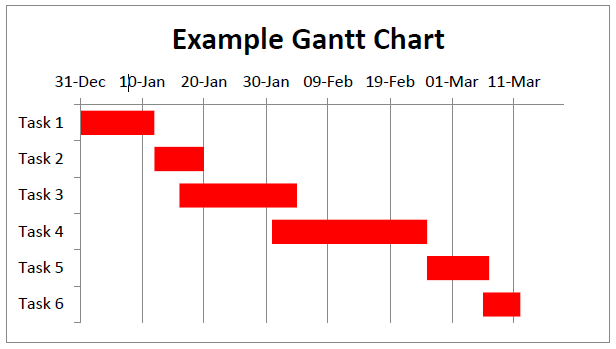 Example Gantt Chart
31-Dec 10-Jan 20-Jan 30-Jan 09-Feb 19-Feb 01-Mar 11-Mar
Task 1
Task 2
Task 3
Task 4
Task 5
Task 6